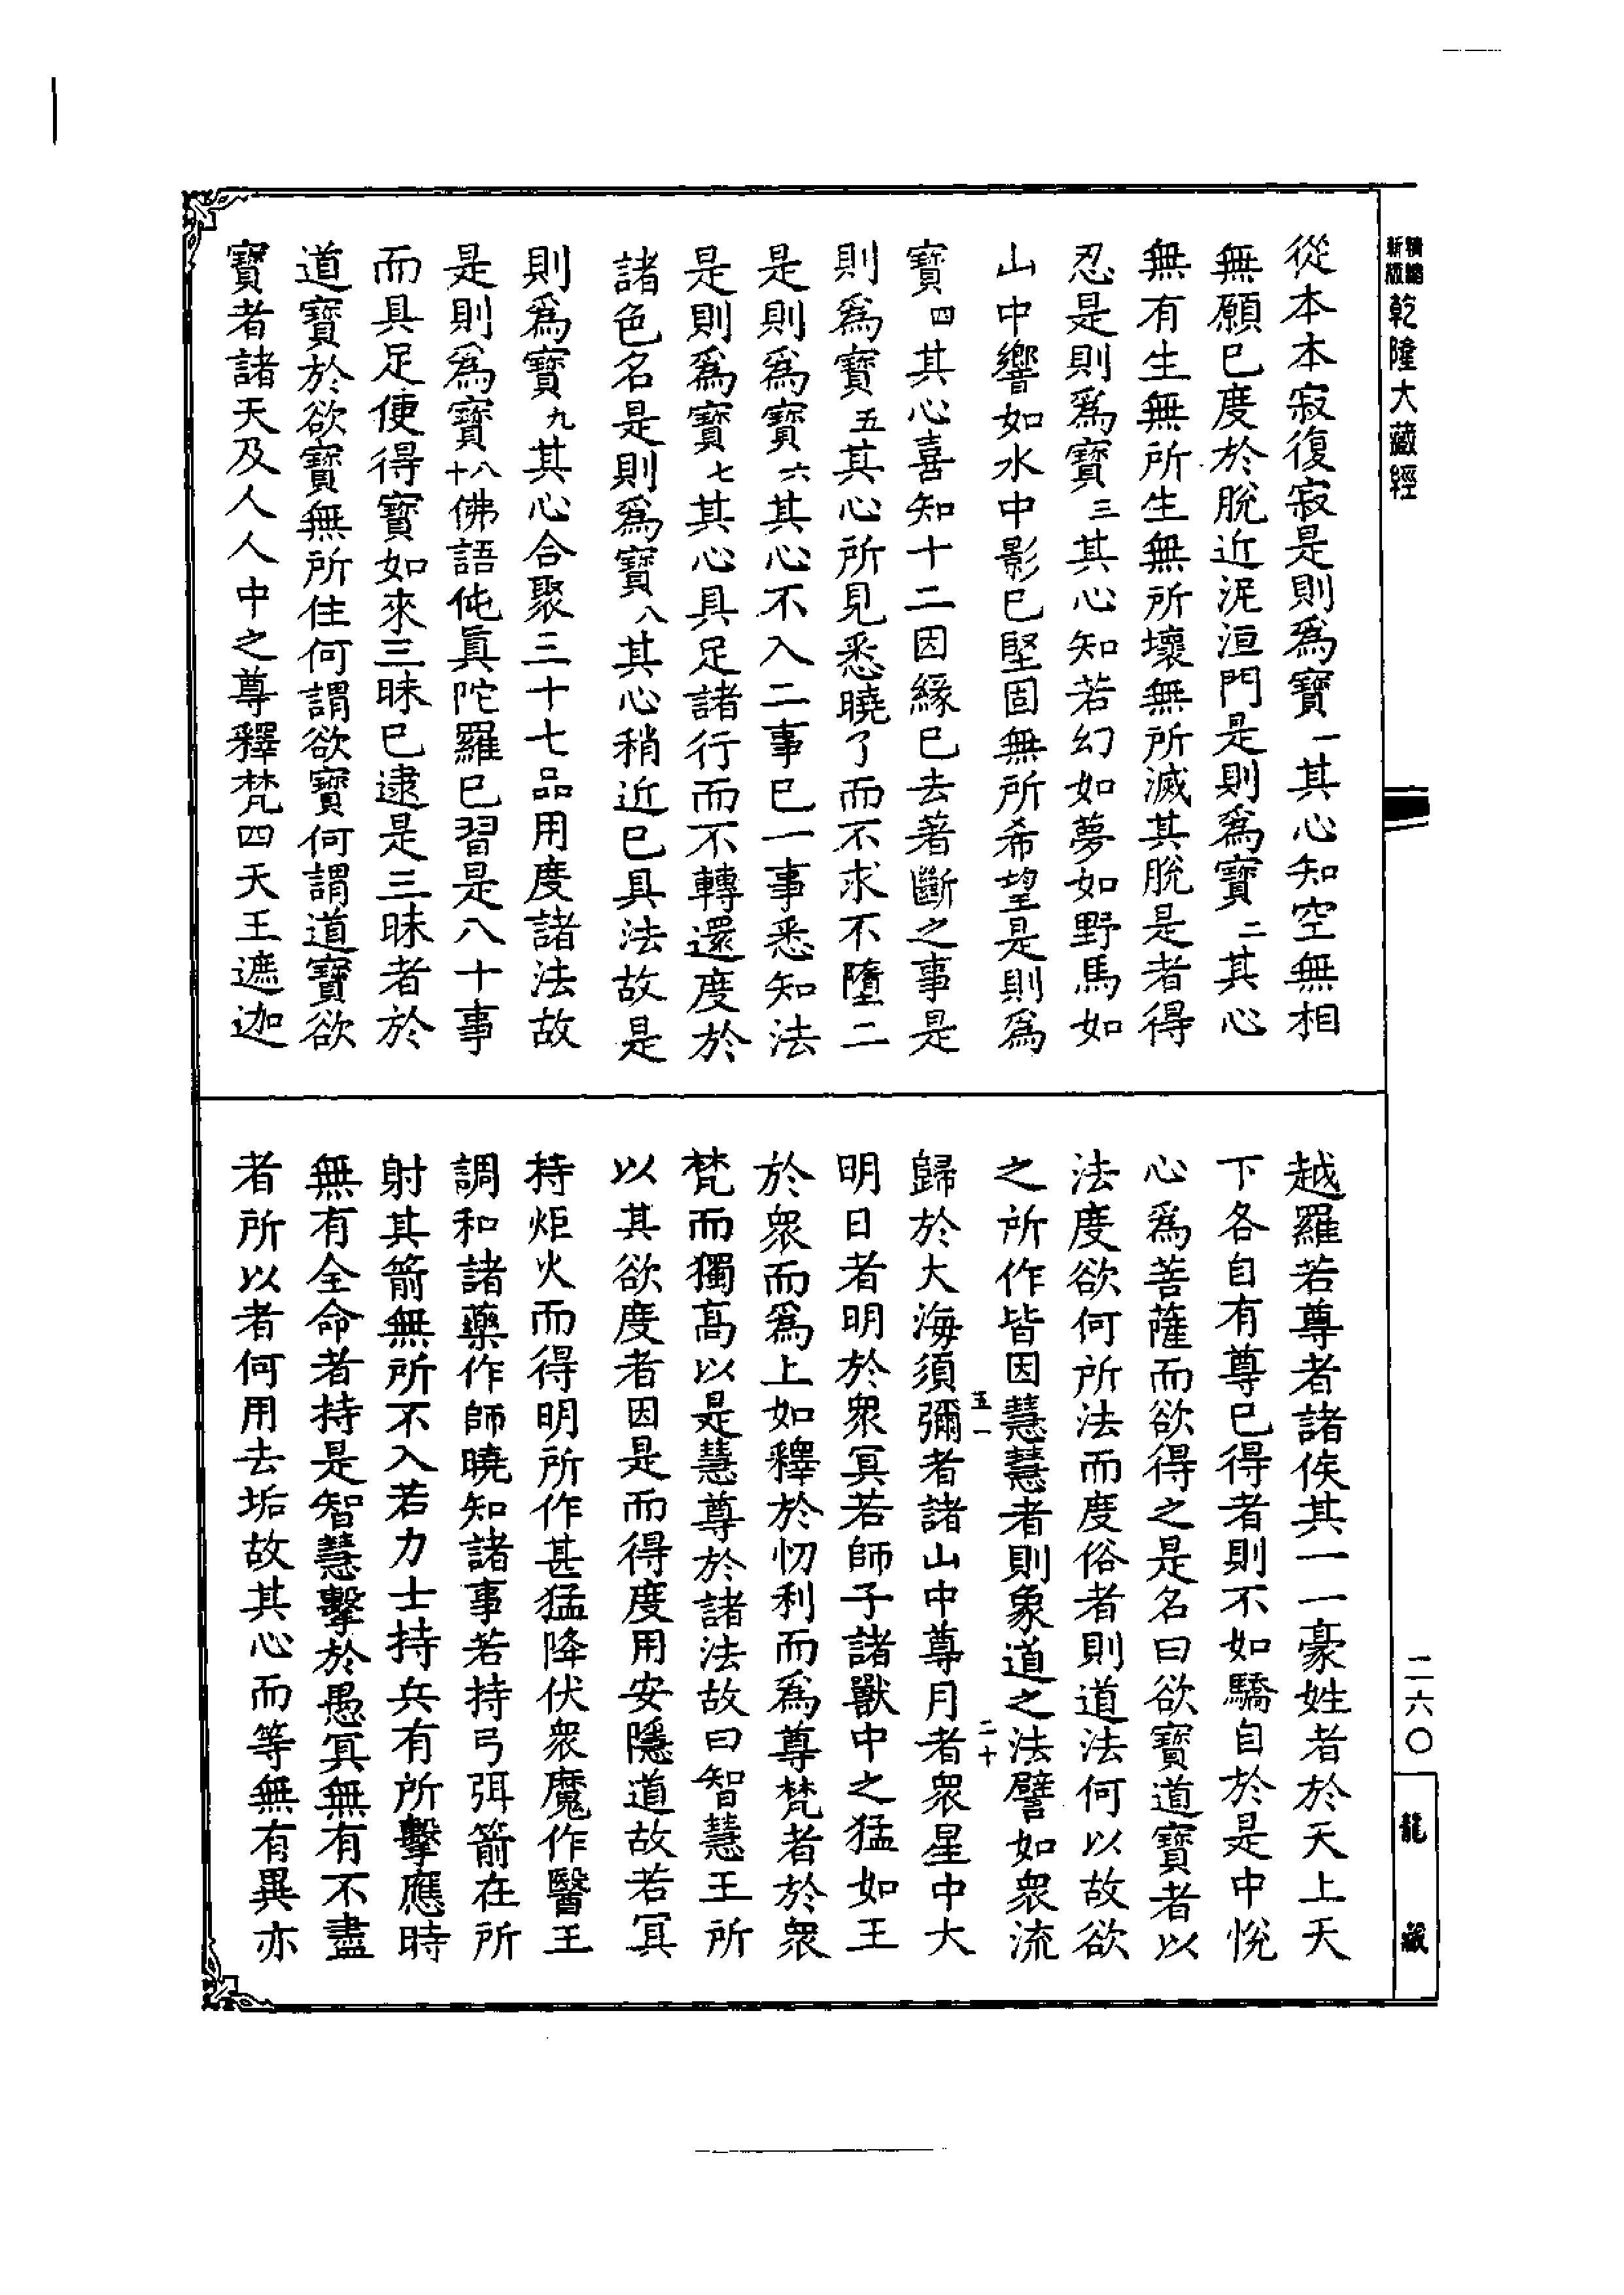 精縮新版乾隆大藏經
從本本寂復寂是則爲寶一其心知空無相
無願已度於脫近泥洹門是則爲寶二其心
無有生無所生無所壞無所滅其脫是者得
忍是則爲寶三其心知若幻如夢如野馬如
山中響如水中影已堅固無所希望是則爲
寶四其心喜知十二因緣已去著斷之事是
則爲寶五其心所見悉曉了而不求不墮二
是則爲寶六其心不入二事已一事悉知法
是則爲寶七其心具足諸行而不轉還度於
諸色名是則爲寶八其心稍近已具法故是
則爲寶九其心合聚三十七品用度諸法故
是則爲寶八十佛語伅眞陀羅已習是八十事
而具足便得寶如來三昧已逮是三昧者於
道寶於欲寶無所住何謂欲寶何謂道寶欲
寶者諸天及人人中之尊釋梵四天王遮迦
越羅若尊者諸侯其一一豪姓者於天上天
下各自有尊已得者則不如驕自於是中悅
心爲菩薩而欲得之是名曰欲寶道寶者以
法度欲何所法而度俗者則道法何以故欲
之所作皆因慧慧者則象道之法譬如衆流
五一
二十
歸於大海須彌者諸山中尊月者衆星中大
明日者明於衆冥若師子諸獸中之猛如王
於衆而爲上如釋於忉利而爲尊梵者於衆
梵而獨高以是慧尊於諸法故曰智慧王所
以其欲度者因是而得度用安隱道故若冥
持炬火而得明所作甚猛降伏衆魔作醫王
調和諸藥作師曉知諸事若持弓弭箭在所
射其箭無所不入若力士持兵有所擊應時
無有全命者持是智慧擊於愚冥無有不盡
者所以者何用去垢故其心而等無有異亦
二六〇
龍藏